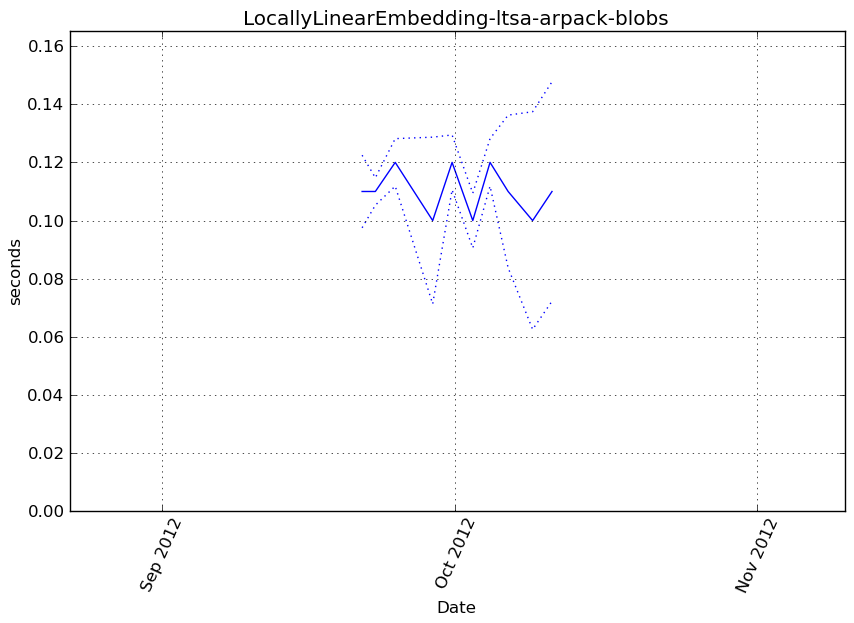 LocallyLinearEmbedding-ltsa-arpack-blobs
0.16
0.14
0.12
0.10
0.08
0.06
0.04
0.02
0.00
seconds
Sep 2012
Oct 2012
Nov 2012
Date